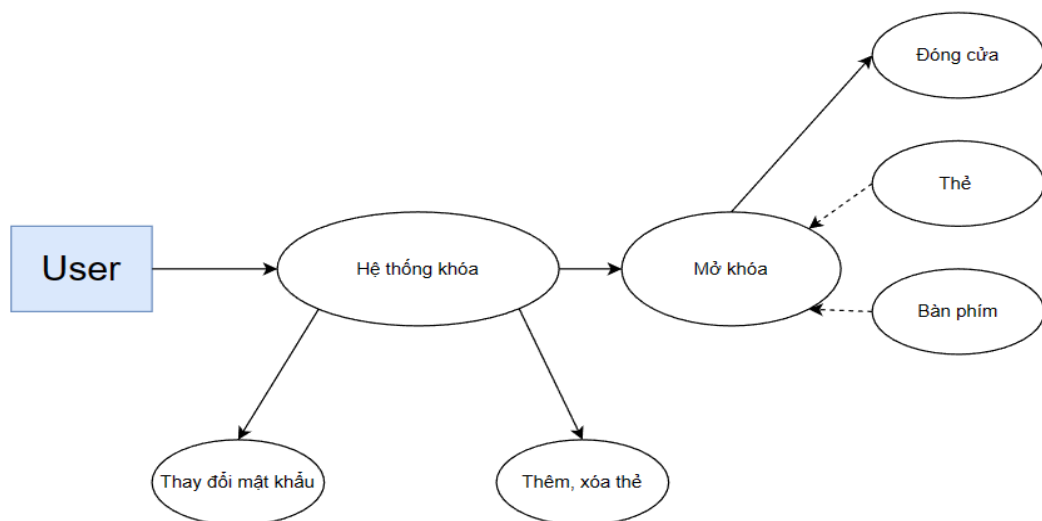 Đóng cửa
Thẻ
User
Hệ thống khóa
Mở khóa
Bàn phím
Thay đổi mật khẩu
Thêm, xóa thẻ